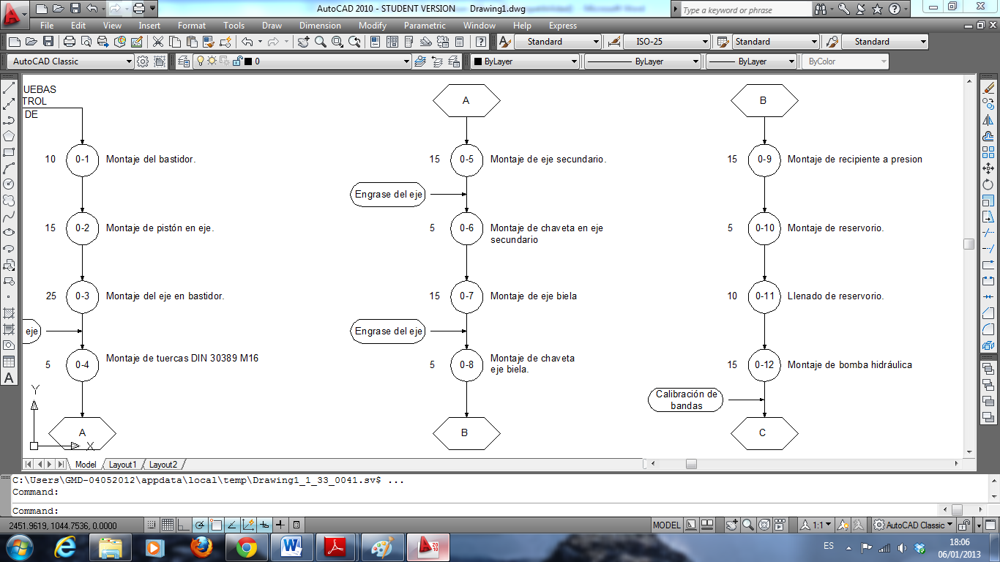 AutoCAD 2010 - STUDENT VERSION Drawing1.dwg
Type a keyword or phrase
File Edit View Insert Format Tools Draw Dimension Modify Parametric Window Help Express
Standard ISO-25 Standard Standard
AutoCAD Classic 0 ByLayer ByLayer ByLayer ByColor
UEBAS
TROL
DE
10 0-1 Montaje del bastidor.
15 0-2 Montaje de pistón en eje.
25 0-3 Montaje del eje en bastidor.
eje
5 0-4 Montaje de tuercas DIN 30389 M16
Y
A
X
A
15 0-5 Montaje de eje secundario.
Engrase del eje
5 0-6 Montaje de chaveta en eje
secundario
15 0-7 Montaje de eje biela
Engrase del eje
5 0-8 Montaje de chaveta
eje biela.
B
B
15 0-9 Montaje de recipiente a presion
5 0-10 Montaje de reservorio.
10 0-11 Llenado de reservorio.
15 0-12 Montaje de bomba hidráulica
Calibración de
bandas
C
Model Layout1 Layout2
C:\Users\GMD-04052012\appdata\local\temp\Drawing1_1_33_0041.sv$ ...
Command:
Command:
2451.9619, 1044.7536, 0.0000 MODEL 1:1 AutoCAD Classic
ES 18:06
06/01/2013